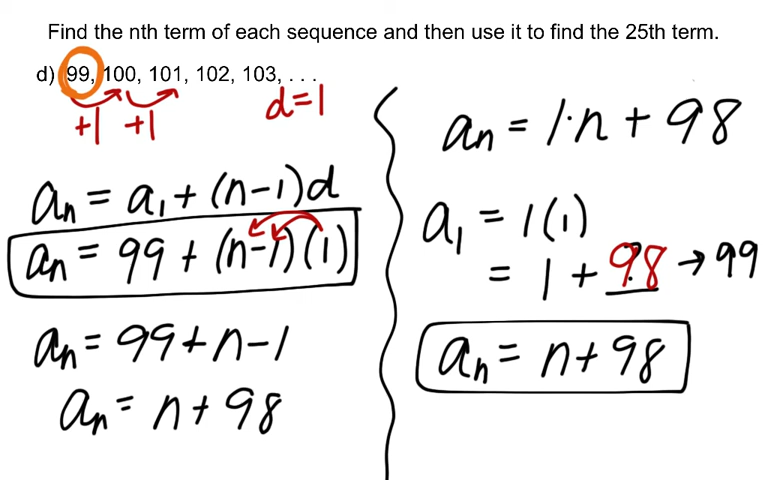 Find the nth term of each sequence and then use it to find the 25th term.
d) 99, 100, 101, 102, 103, . . .
+1 +1
d=1
aₙ = a₁ + (n-1)d
aₙ = 99 + (n-1)(1)
aₙ = 99+n-1
aₙ = n+98
aₙ = 1·n + 98
a₁ = 1(1)
= 1 + 98 → 99
aₙ = n+98